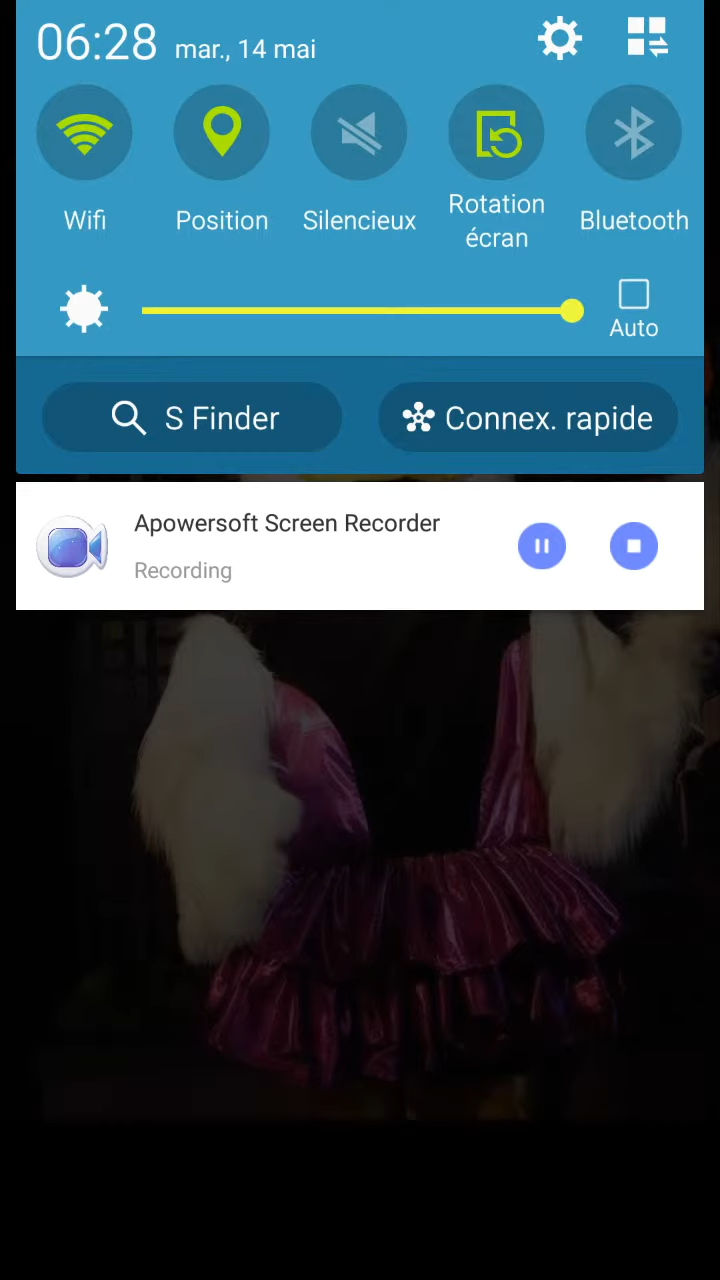 06:28 mar., 14 mai
Wifi
Position
Silencieux
Rotation
écran
Bluetooth
Auto
S Finder
Connex. rapide
Apowersoft Screen Recorder
Recording